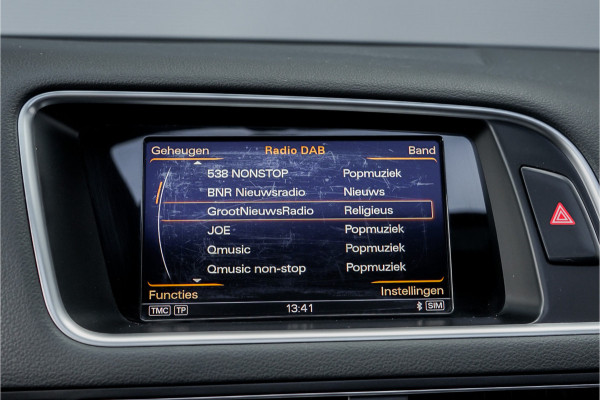 Geheugen Radio DAB Band
538 NONSTOP Popmuziek
BNR Nieuwsradio Nieuws
GrootNieuwsRadio Religieus
JOE Popmuziek
Qmusic Popmuziek
Qmusic non-stop Popmuziek
Functies Instellingen
TMC TP 13:41 SIM